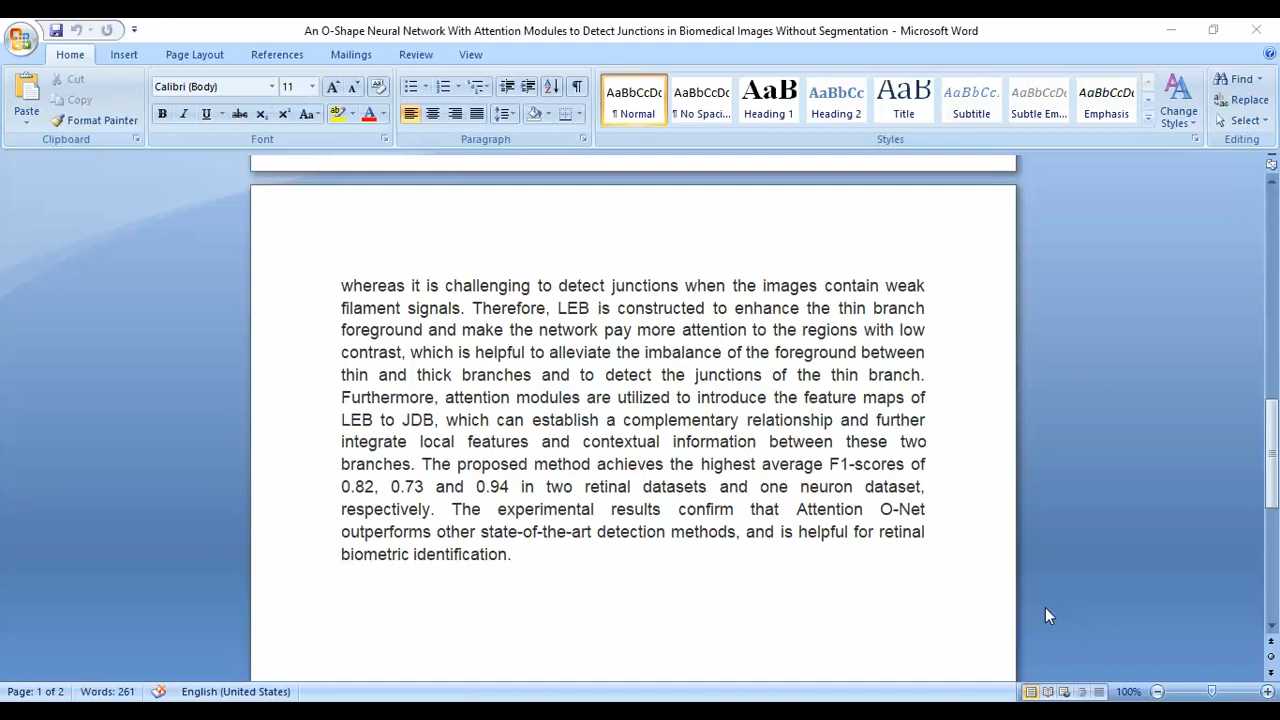 An O-Shape Neural Network With Attention Modules to Detect Junctions in Biomedical Images Without Segmentation - Microsoft Word
Home Insert Page Layout References Mailings Review View
Paste
Cut
Copy
Format Painter
Clipboard
Calibri (Body) 11
Font
Paragraph
AaBbCcDc AaBbCcDc AaB AaBbCc AaB AaBbCc. AaBbCcDc AaBbCcDc
¶ Normal ¶ No Spaci... Heading 1 Heading 2 Title Subtitle Subtle Em... Emphasis
Change Styles
Styles
Find
Replace
Select
Editing
whereas it is challenging to detect junctions when the images contain weak
filament signals. Therefore, LEB is constructed to enhance the thin branch
foreground and make the network pay more attention to the regions with low
contrast, which is helpful to alleviate the imbalance of the foreground between
thin and thick branches and to detect the junctions of the thin branch.
Furthermore, attention modules are utilized to introduce the feature maps of
LEB to JDB, which can establish a complementary relationship and further
integrate local features and contextual information between these two
branches. The proposed method achieves the highest average F1-scores of
0.82, 0.73 and 0.94 in two retinal datasets and one neuron dataset,
respectively. The experimental results confirm that Attention O-Net
outperforms other state-of-the-art detection methods, and is helpful for retinal
biometric identification.
Page: 1 of 2 Words: 261 English (United States) 100%